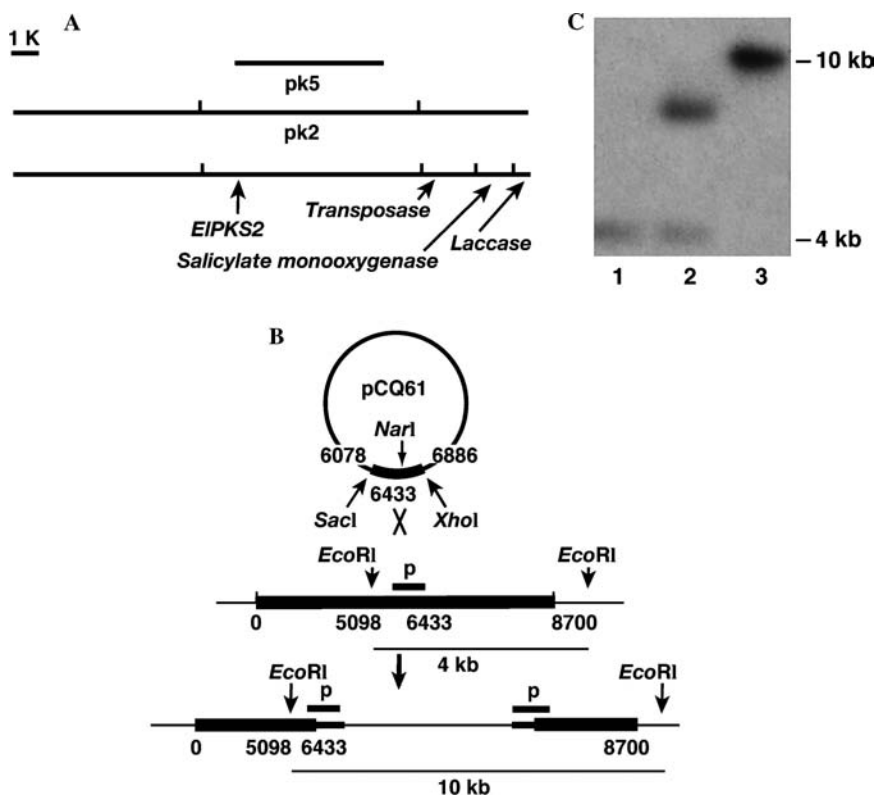 A
1 K
pk5
pk2
ElPKS2
Transposase
Salicylate monooxygenase
Laccase
C
10 kb
4 kb
1 2 3
B
pCQ61
NarI
6078 6886
6433
SacI XhoI
EcoRI p EcoRI
0 5098 6433 8700
4 kb
EcoRI p p EcoRI
0 5098 6433 8700
10 kb